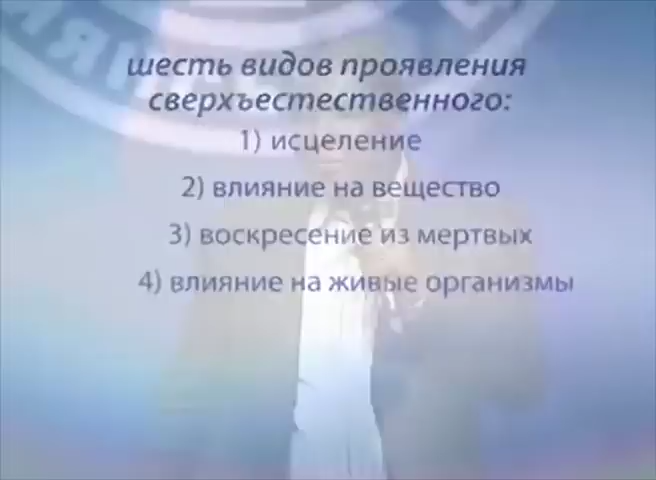 шесть видов проявления
сверхъестественного:
1) исцеление
2) влияние на вещество
3) воскресение из мертвых
4) влияние на живые организмы